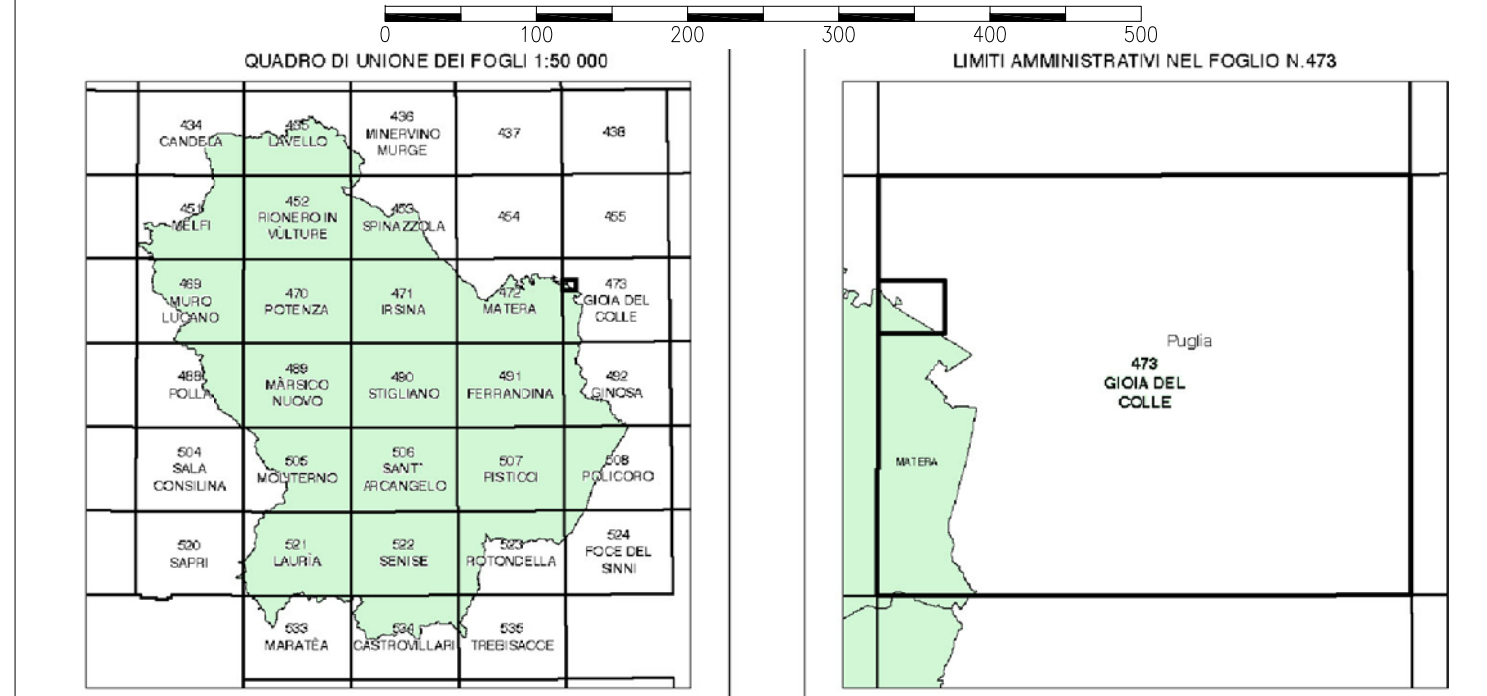 0 100 200 300 400 500
QUADRO DI UNIONE DEI FOGLI 1:50 000
434
CANDELA
435
LAVELLO
436
MINERVINO
MURGE
437
438
451
MELFI
452
RIONERO IN
VÙLTURE
453
SPINAZZOLA
454
455
469
MURO
LUCANO
470
POTENZA
471
IRSINA
472
MATERA
473
GIOIA DEL
COLLE
488
POLLA
489
MÀRSICO
NUOVO
490
STIGLIANO
491
FERRANDINA
492
GINOSA
504
SALA
CONSILINA
505
MOLITERNO
506
SANT'
ARCANGELO
507
PISTICCI
508
POLICORO
520
SAPRI
521
LAURÌA
522
SENISE
523
ROTONDELLA
524
FOCE DEL
SINNI
533
MARATÈA
534
CASTROVILLARI
535
TREBISACCE
LIMITI AMMINISTRATIVI NEL FOGLIO N.473
Puglia
473
GIOIA DEL
COLLE
MATERA